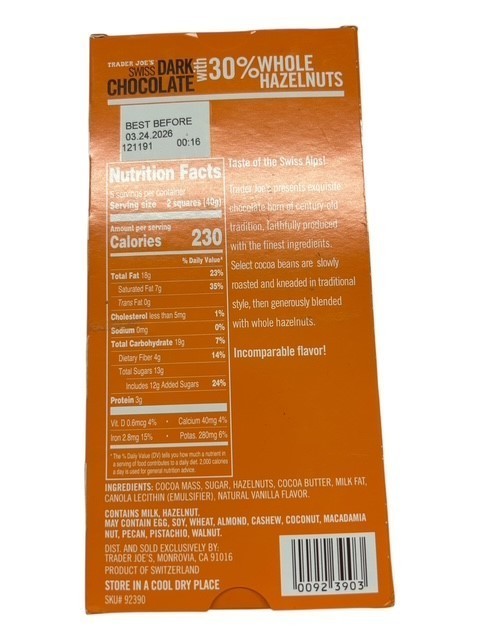 TRADER JOE'S
SWISS DARK
CHOCOLATE
with 30% WHOLE
HAZELNUTS
BEST BEFORE
03.24.2026
121191 00:16
Nutrition Facts
servings per container
Serving size 2 squares (40g)
Amount per serving
Calories 230
% Daily Value*
Total Fat 18g 23%
Saturated Fat 7g 35%
Trans Fat 0g
Cholesterol less than 5mg 1%
Sodium 0mg 0%
Total Carbohydrate 19g 7%
Dietary Fiber 4g 14%
Total Sugars 13g
Includes 12g Added Sugars 24%
Protein 3g
Vit. D 0.6mcg 4% • Calcium 40mg 4%
Iron 2.8mg 15% • Potas. 280mg 6%
*The % Daily Value (DV) tells you how much a nutrient in
a serving of food contributes to a daily diet. 2,000 calories
a day is used for general nutrition advice.
Taste of the Swiss Alps!
Trader Joe's presents exquisite
chocolate born of century-old
tradition, faithfully produced
with the finest ingredients.
Select cocoa beans are slowly
roasted and kneaded in traditional
style, then generously blended
with whole hazelnuts.
Incomparable flavor!
INGREDIENTS: COCOA MASS, SUGAR, HAZELNUTS, COCOA BUTTER, MILK FAT,
CANOLA LECITHIN (EMULSIFIER), NATURAL VANILLA FLAVOR.
CONTAINS MILK, HAZELNUT.
MAY CONTAIN EGG, SOY, WHEAT, ALMOND, CASHEW, COCONUT, MACADAMIA
NUT, PECAN, PISTACHIO, WALNUT.
DIST. AND SOLD EXCLUSIVELY BY:
TRADER JOE'S, MONROVIA, CA 91016
PRODUCT OF SWITZERLAND
STORE IN A COOL DRY PLACE
SKU# 92390
0092 3903